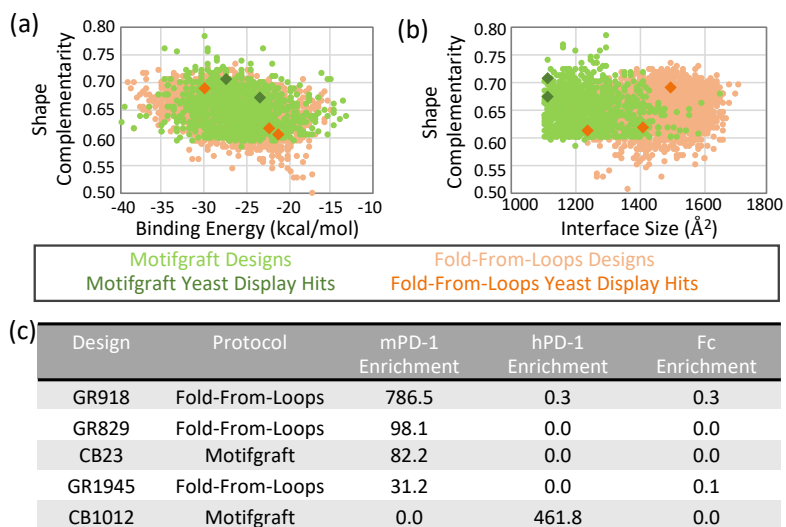 (a)
0.80
0.75
0.70
0.65
0.60
0.55
0.50
Shape
Complementarity
-40 -35 -30 -25 -20 -15 -10
Binding Energy (kcal/mol)
(b)
0.80
0.75
0.70
0.65
0.60
0.55
0.50
Shape
Complementarity
1000 1200 1400 1600 1800
Interface Size (Å²)
Motifgraft Designs Fold-From-Loops Designs
Motifgraft Yeast Display Hits Fold-From-Loops Yeast Display Hits
(c)
Design Protocol mPD-1 hPD-1 Fc
Enrichment Enrichment Enrichment
GR918 Fold-From-Loops 786.5 0.3 0.3
GR829 Fold-From-Loops 98.1 0.0 0.0
CB23 Motifgraft 82.2 0.0 0.0
GR1945 Fold-From-Loops 31.2 0.0 0.1
CB1012 Motifgraft 0.0 461.8 0.0